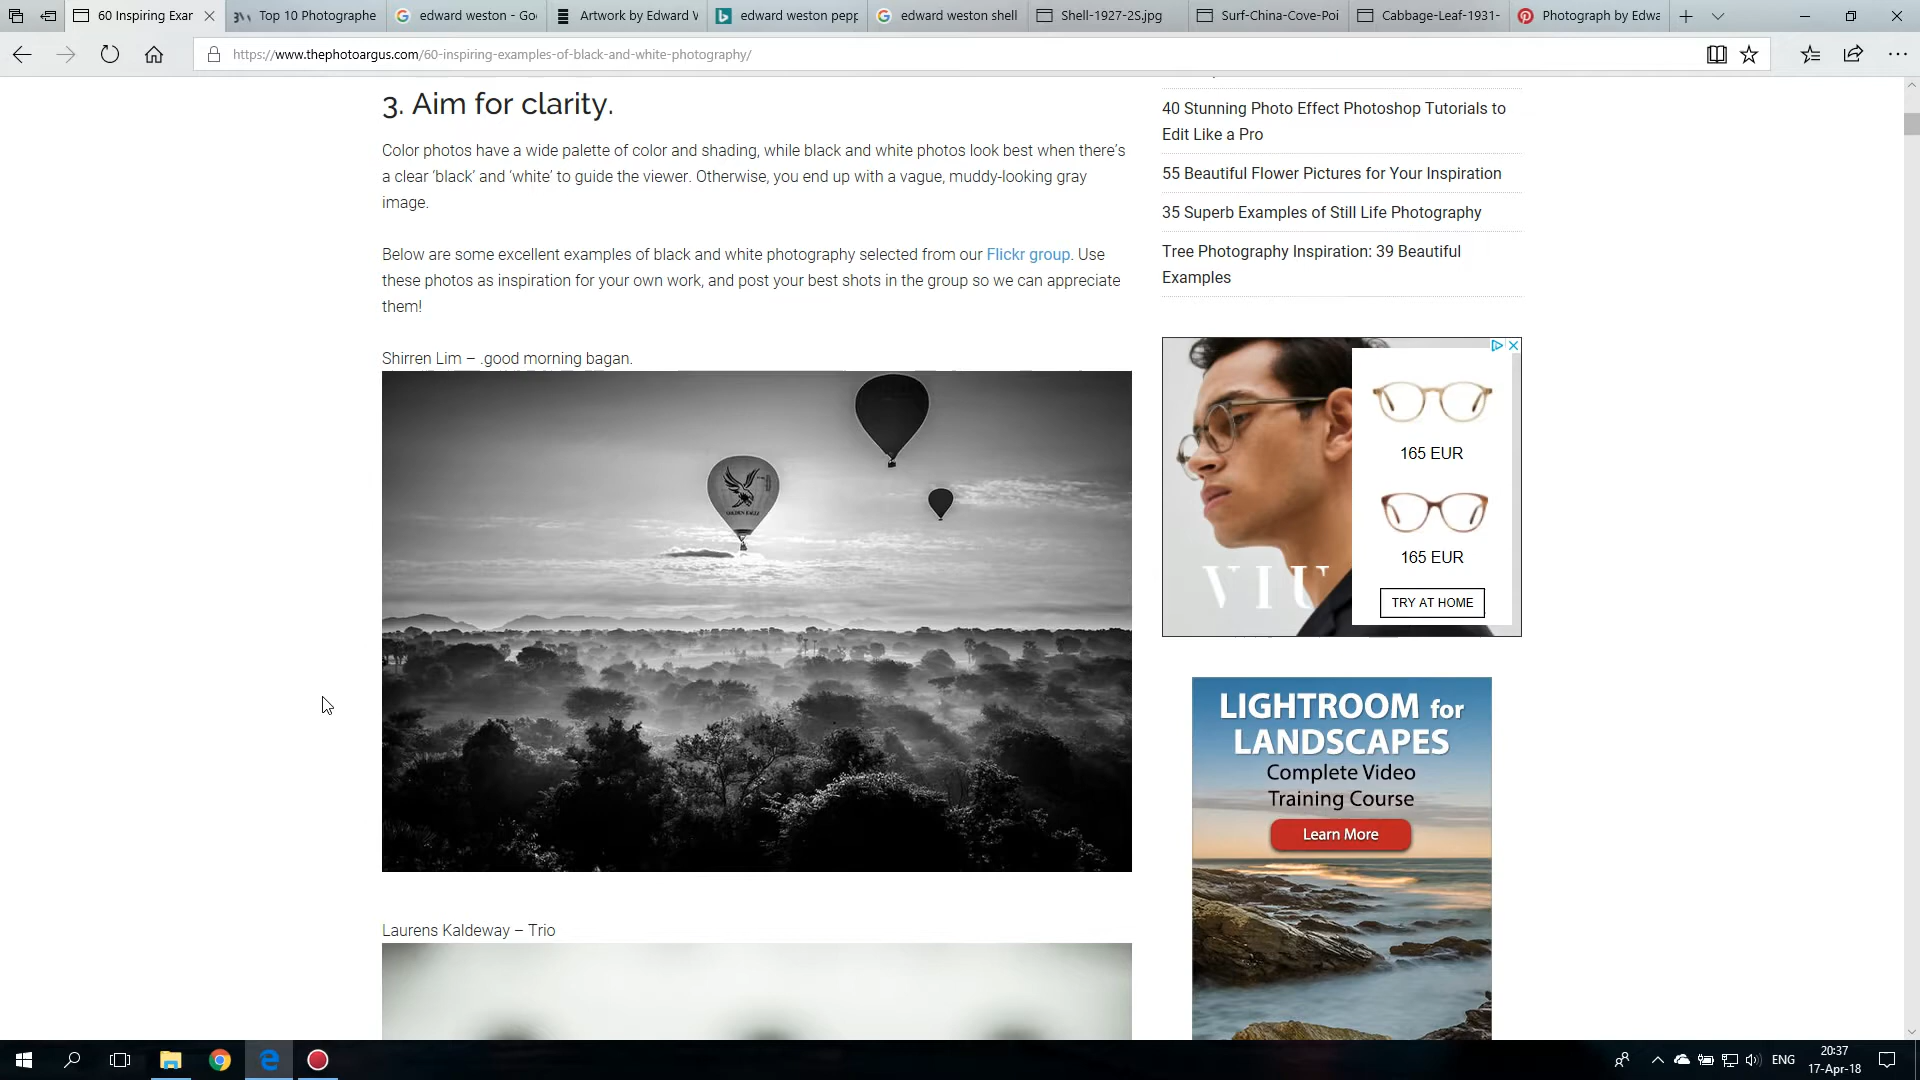 60 Inspiring Exar
Top 10 Photographe
edward weston - Go
Artwork by Edward
edward weston pepp
edward weston shell
Shell-1927-2S.jpg
Surf-China-Cove-Poi
Cabbage-Leaf-1931-
Photograph by Edwa
https://www.thephotoargus.com/60-inspiring-examples-of-black-and-white-photography/
3. Aim for clarity.
Color photos have a wide palette of color and shading, while black and white photos look best when there's
a clear ‘black’ and ‘white’ to guide the viewer. Otherwise, you end up with a vague, muddy-looking gray
image.
Below are some excellent examples of black and white photography selected from our Flickr group. Use
these photos as inspiration for your own work, and post your best shots in the group so we can appreciate
them!
Shirren Lim – .good morning bagan.
GOLDEN EAGLE
Laurens Kaldeway – Trio
40 Stunning Photo Effect Photoshop Tutorials to
Edit Like a Pro
55 Beautiful Flower Pictures for Your Inspiration
35 Superb Examples of Still Life Photography
Tree Photography Inspiration: 39 Beautiful
Examples
165 EUR
165 EUR
VIU
TRY AT HOME
LIGHTROOM for
LANDSCAPES
Complete Video
Training Course
Learn More
ENG
20:37
17-Apr-18